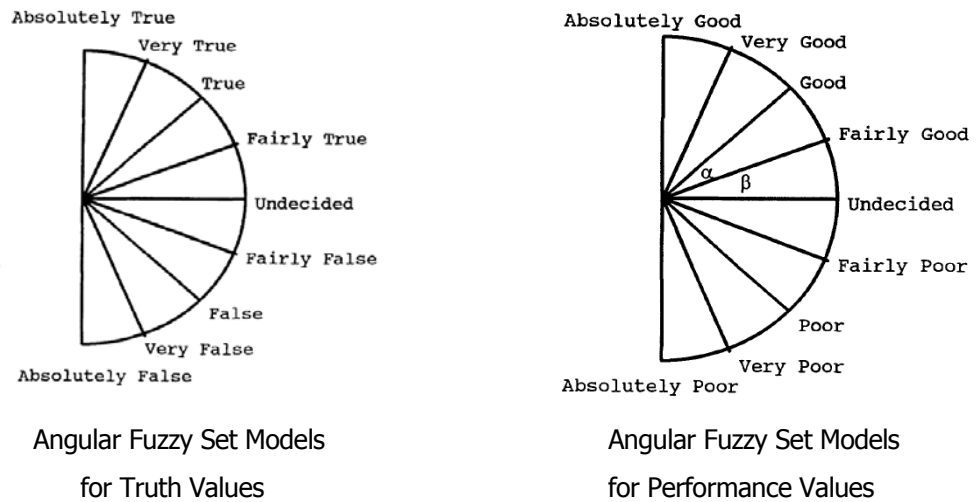 Absolutely True
Very True
True
Fairly True
Undecided
Fairly False
False
Very False
Absolutely False
Angular Fuzzy Set Models
for Truth Values
Absolutely Good
Very Good
Good
Fairly Good
α
β
Undecided
Fairly Poor
Poor
Very Poor
Absolutely Poor
Angular Fuzzy Set Models
for Performance Values